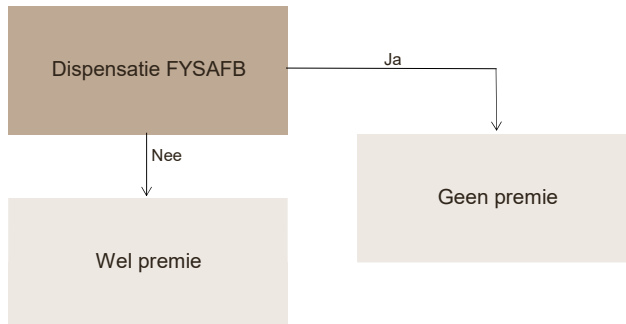 Dispensatie FYSAFB
Ja
Nee
Geen premie
Wel premie